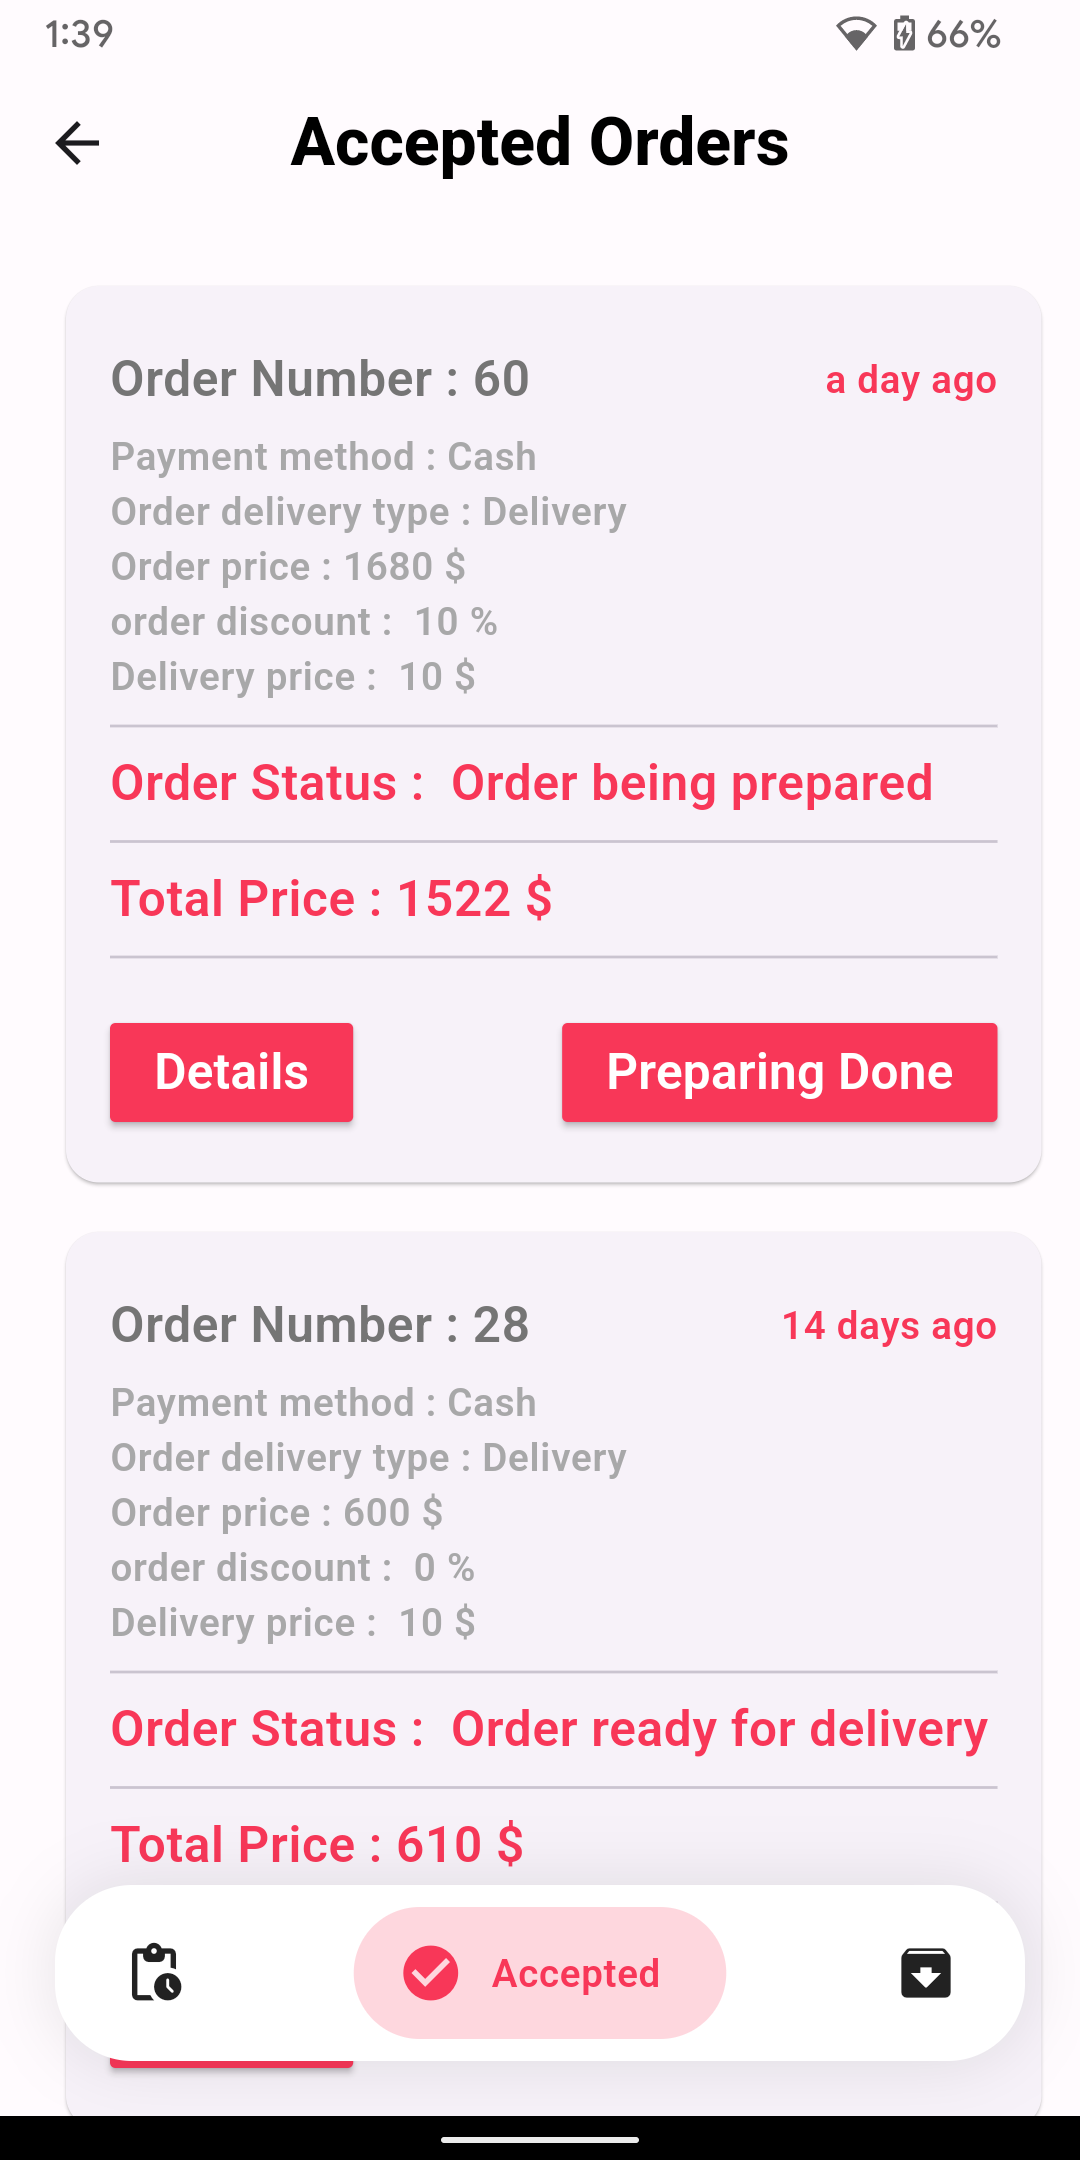 1:39 66%
Accepted Orders
Order Number : 60 a day ago
Payment method : Cash
Order delivery type : Delivery
Order price : 1680 $
order discount :  10 %
Delivery price :  10 $
Order Status :  Order being prepared
Total Price : 1522 $
Details Preparing Done
Order Number : 28 14 days ago
Payment method : Cash
Order delivery type : Delivery
Order price : 600 $
order discount :  0 %
Delivery price :  10 $
Order Status :  Order ready for delivery
Total Price : 610 $
Accepted